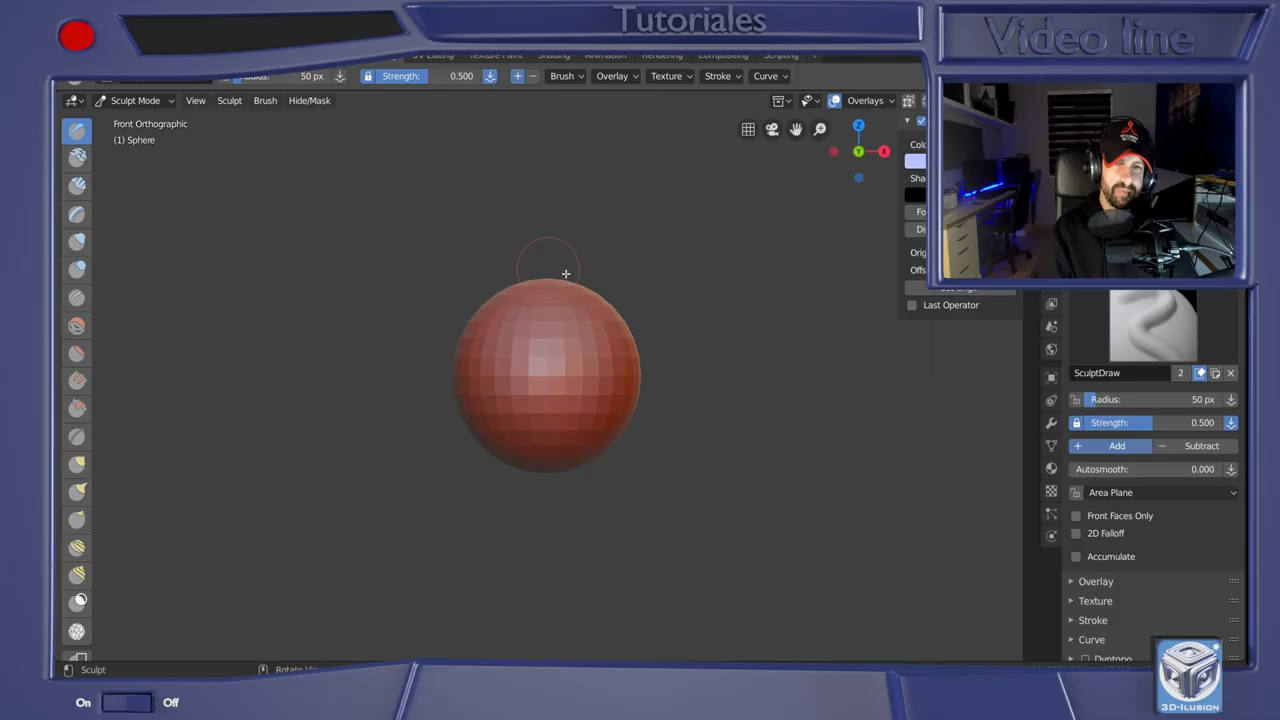 Tutoriales
Video line
UV Editing Texture Paint Shading Animation Rendering Compositing Scripting +
Radius: 50 px Strength: 0.500 + − Brush Overlay Texture Stroke Curve
Sculpt Mode View Sculpt Brush Hide/Mask Overlays
Front Orthographic
(1) Sphere
Z
Y X
Colo
Sha
Fo
Dis
Orig
Offs
Last Operator
SculptDraw 2
Radius: 50 px
Strength: 0.500
+ Add − Subtract
Autosmooth: 0.000
Area Plane
Front Faces Only
2D Falloff
Accumulate
Overlay
Texture
Stroke
Curve
Dyntopo
Sculpt Rotate Vie
On Off
3D-ILUSION